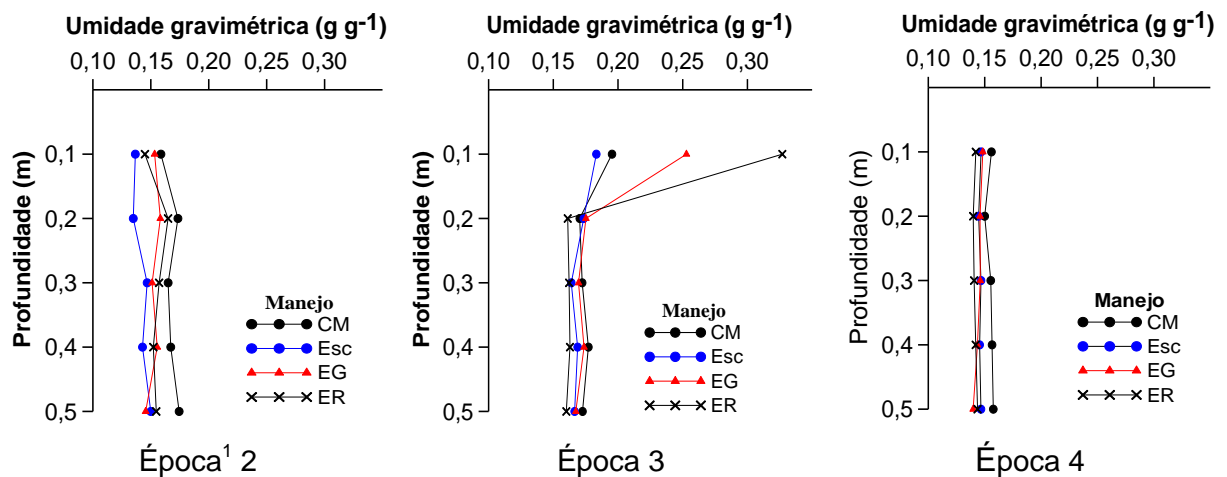 Umidade gravimétrica (g g-1)
0,10 0,15 0,20 0,25 0,30
Profundidade (m)
0,1
0,2
0,3
0,4
0,5
Manejo
CM
Esc
EG
ER
Época¹ 2
Umidade gravimétrica (g g-1)
0,10 0,15 0,20 0,25 0,30
Profundidade (m)
0,1
0,2
0,3
0,4
0,5
Manejo
CM
Esc
EG
ER
Época 3
Umidade gravimétrica (g g-1)
0,10 0,15 0,20 0,25 0,30
Profundidade (m)
0,1
0,2
0,3
0,4
0,5
Manejo
CM
Esc
EG
ER
Época 4